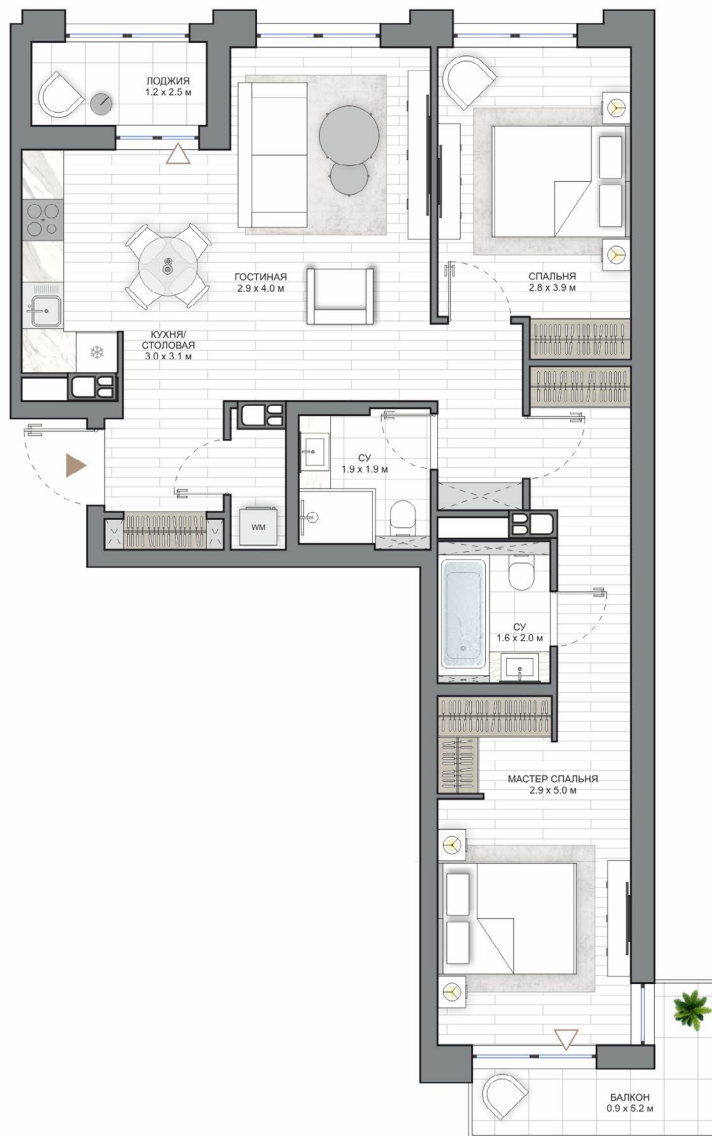 ЛОДЖИЯ
1.2 x 2.5 м
ГОСТИНАЯ
2.9 x 4.0 м
СПАЛЬНЯ
2.8 x 3.9 м
КУХНЯ/
СТОЛОВАЯ
3.0 x 3.1 м
СУ
1.9 x 1.9 м
WM
СУ
1.6 x 2.0 м
МАСТЕР СПАЛЬНЯ
2.9 x 5.0 м
БАЛКОН
0.9 x 5.2 м